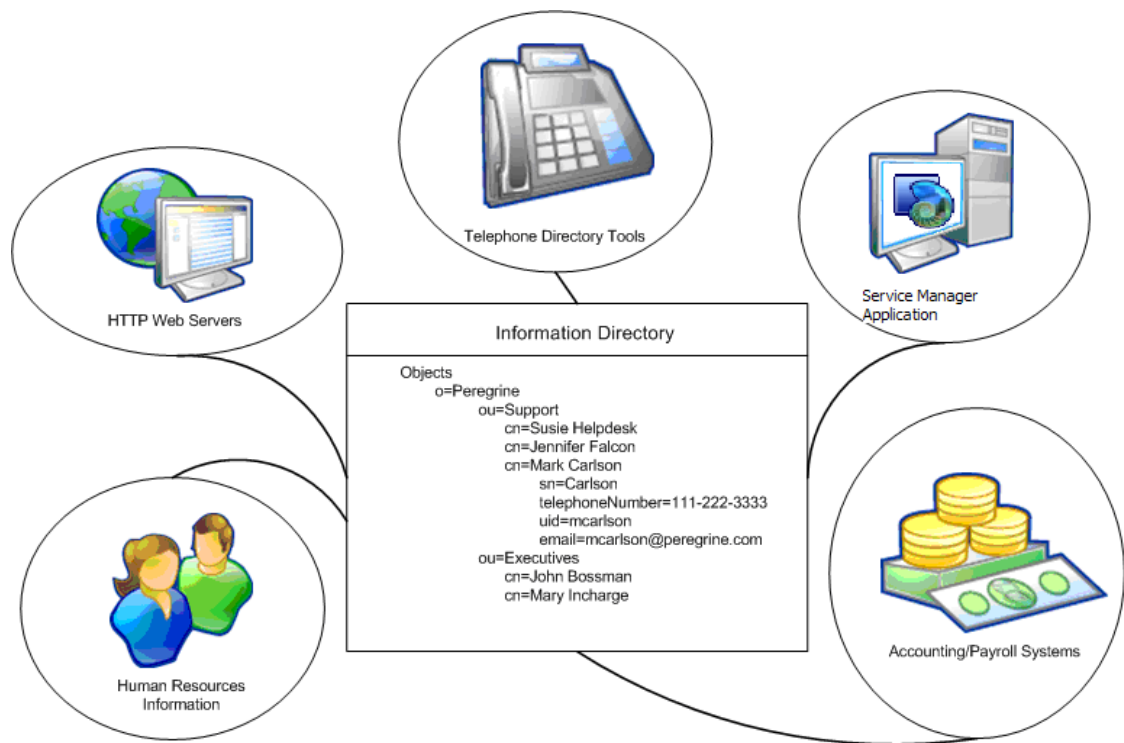 Telephone Directory Tools
HTTP Web Servers
Service Manager
Application
Information Directory
Objects
o=Peregrine
ou=Support
cn=Susie Helpdesk
cn=Jennifer Falcon
cn=Mark Carlson
sn=Carlson
telephoneNumber=111-222-3333
uid=mcarlson
email=mcarlson@peregrine.com
ou=Executives
cn=John Bossman
cn=Mary Incharge
Human Resources
Information
Accounting/Payroll Systems